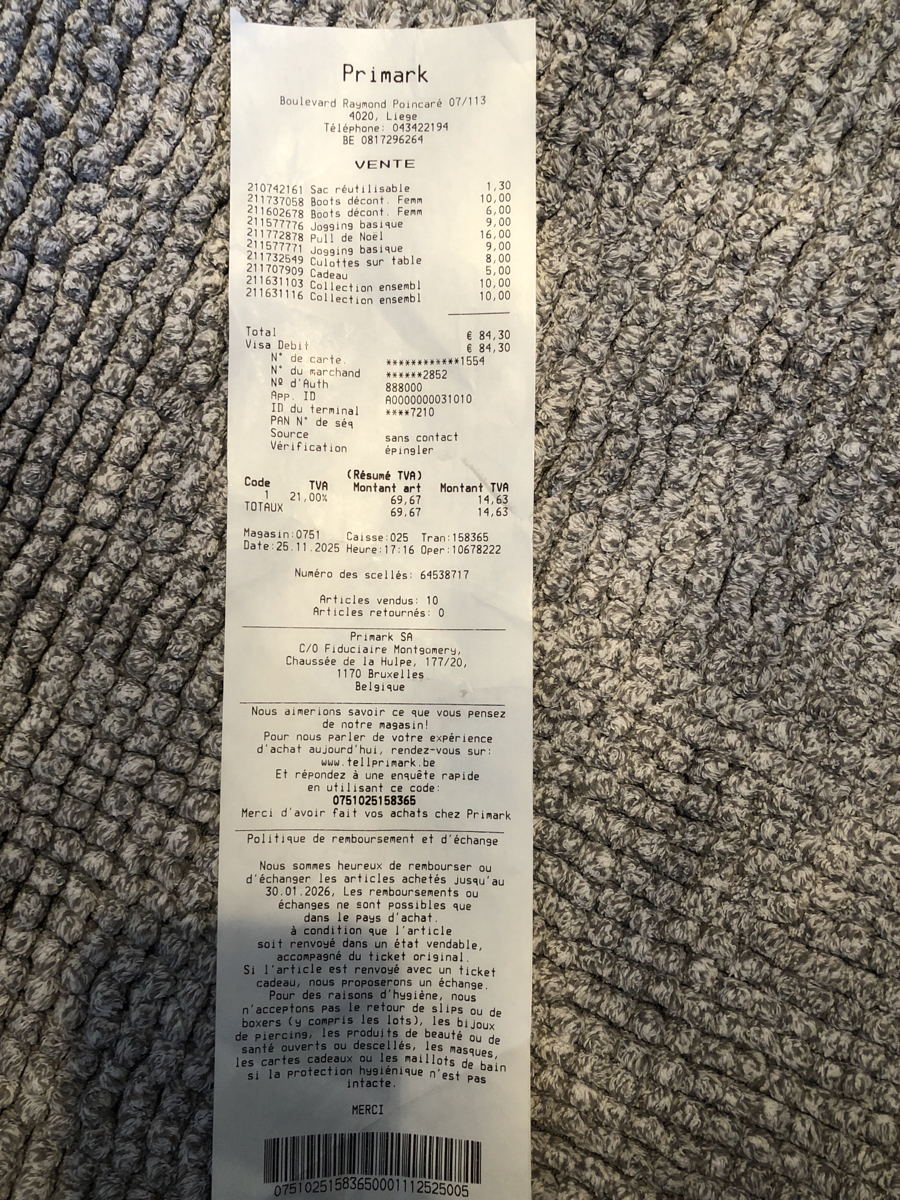 Primark
Boulevard Raymond Poincaré 07/113
4020, Liege
Téléphone: 043422194
BE 0817296264
VENTE
210742161 Sac réutilisable 1,30
211737058 Boots décont. Femm 10,00
211602678 Boots décont. Femm 6,00
211577776 Jogging basique 9,00
211772878 Pull de Noël 16,00
211577771 Jogging basique 9,00
211732549 Culottes sur table 8,00
211707909 Cadeau 5,00
211631103 Collection ensembl 10,00
211631116 Collection ensembl 10,00
Total € 84,30
Visa Debit € 84,30
N° de carte. ************1554
N° du marchand ******2852
Nº d'Auth 888000
App. ID A0000000031010
ID du terminal ****7210
PAN N° de séq
Source sans contact
Vérification épingler
(Résumé TVA)
Code TVA Montant art Montant TVA
1 21,00% 69,67 14,63
TOTAUX 69,67 14,63
Magasin:0751 Caisse:025 Tran:158365
Date:25.11.2025 Heure:17:16 Oper:10678222
Numéro des scellés: 64538717
Articles vendus: 10
Articles retournés: 0
Primark SA
C/O Fiduciaire Montgomery,
Chaussée de la Hulpe, 177/20,
1170 Bruxelles
Belgique
Nous aimerions savoir ce que vous pensez
de notre magasin!
Pour nous parler de votre expérience
d'achat aujourd'hui, rendez-vous sur:
www.tellprimark.be
Et répondez à une enquête rapide
en utilisant ce code:
0751025158365
Merci d'avoir fait vos achats chez Primark
Politique de remboursement et d'échange
Nous sommes heureux de rembourser ou
d'échanger les articles achetés jusqu'au
30.01.2026, Les remboursements ou
échanges ne sont possibles que
dans le pays d'achat.
à condition que l'article
soit renvoyé dans un état vendable,
accompagné du ticket original.
Si l'article est renvoyé avec un ticket
cadeau, nous proposerons un échange.
Pour des raisons d'hygiène, nous
n'acceptons pas le retour de slips ou de
boxers (y compris les lots), les bijoux
de piercing, les produits de beauté ou de
santé ouverts ou descellés, les masques,
les cartes cadeaux ou les maillots de bain
si la protection hygiénique n'est pas
intacte.
MERCI
07510251583650001112525005